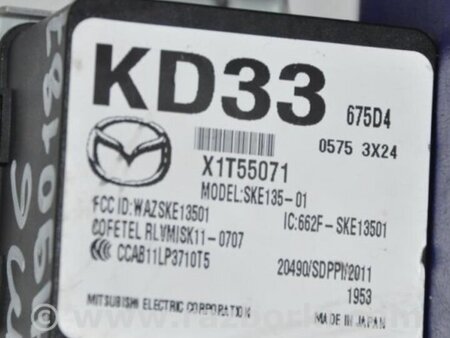 KD33 675D4
0575 3X24
X1T55071
MODEL:SKE135-01
FCC ID:WAZSKE13501 IC:662F-SKE13501
COFETEL RLVMISK11-0707
CCAB11LP3710T5 20490/SDPPI/2011
1953
MITSUBISHI ELECTRIC CORPORATION MADE IN JAPAN